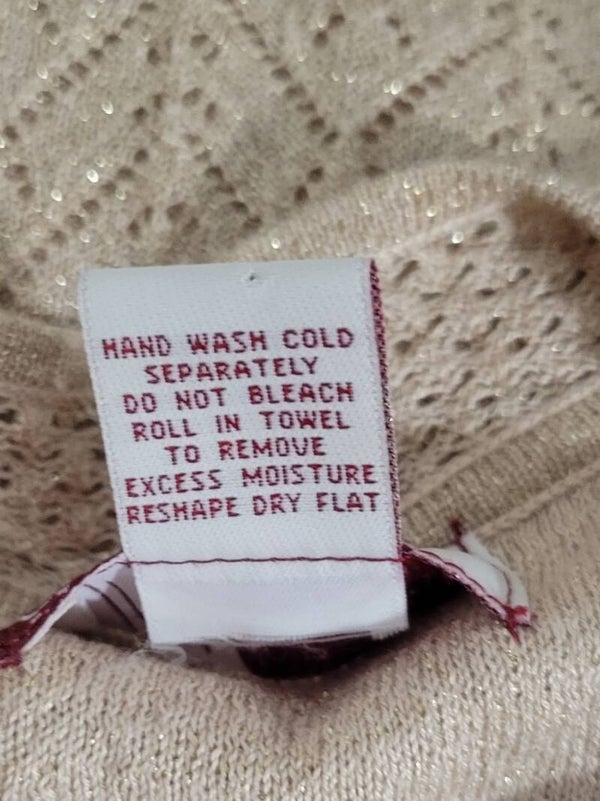 HAND WASH COLD
SEPARATELY
DO NOT BLEACH
ROLL IN TOWEL
TO REMOVE
EXCESS MOISTURE
RESHAPE DRY FLAT